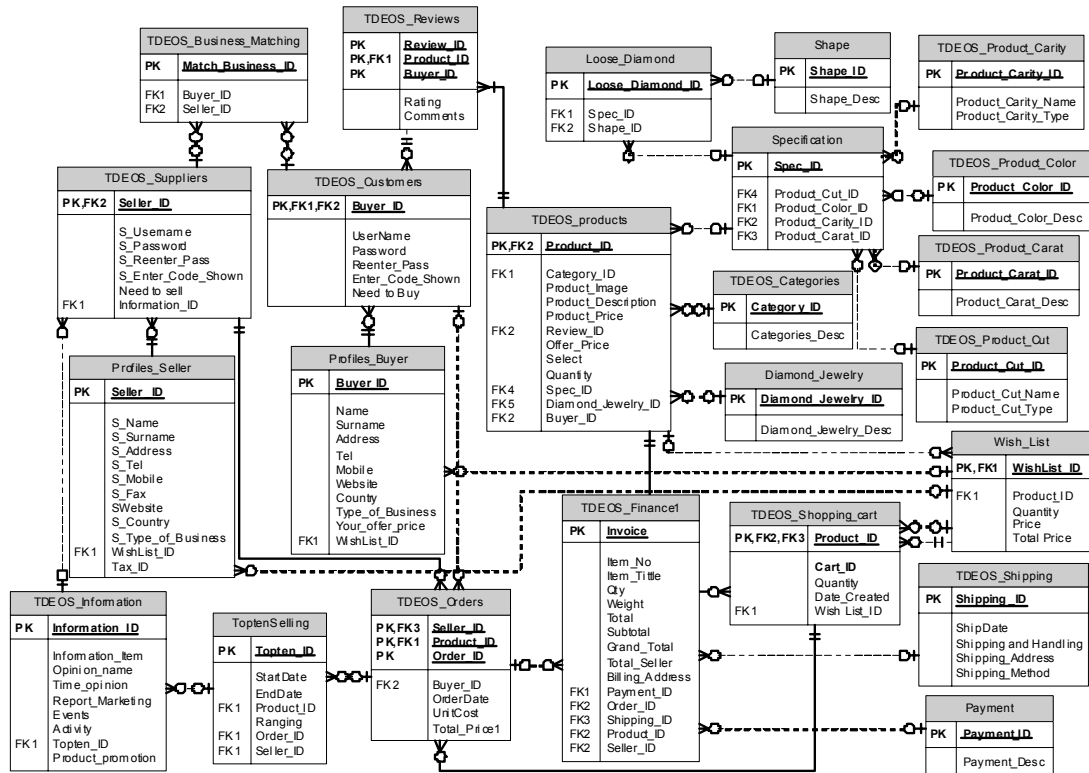 TDEOS_Business_Matching
PK Match_Business_ID
FK1 Buyer_ID
FK2 Seller_ID
TDEOS_Reviews
PK Review_ID
PK,FK1 Product_ID
PK Buyer_ID
Rating
Comments
Loose_Diamond
PK Loose_Diamond_ID
FK1 Spec_ID
FK2 Shape_ID
Shape
PK Shape_ID
Shape_Desc
TDEOS_Product_Carity
PK Product_Carity_ID
Product_Carity_Name
Product_Carity_Type
TDEOS_Suppliers
PK,FK2 Seller_ID
S_Username
S_Password
S_Reenter_Pass
S_Enter_Code_Shown
Need to sell
FK1 Information_ID
TDEOS_Customers
PK,FK1,FK2 Buyer_ID
UserName
Password
Reenter_Pass
Enter_Code_Shown
Need to Buy
TDEOS_products
PK,FK2 Product_ID
FK1 Category_ID
Product_Image
Product_Description
Product_Price
FK2 Review_ID
Offer_Price
Select
Quantity
FK4 Spec_ID
FK5 Diamond_Jewelry_ID
FK2 Buyer_ID
Specification
PK Spec_ID
FK4 Product_Cut_ID
FK1 Product_Color_ID
FK2 Product_Carity_ID
FK3 Product_Carat_ID
TDEOS_Product_Color
PK Product_Color_ID
Product_Color_Desc
TDEOS_Product_Carat
PK Product_Carat_ID
Product_Carat_Desc
TDEOS_Categories
PK Category_ID
Categories_Desc
TDEOS_Product_Cut
PK Product_Cut_ID
Product_Cut_Name
Product_Cut_Type
Diamond_Jewelry
PK Diamond_Jewelry_ID
Diamond_Jewelry_Desc
Profiles_Seller
PK Seller_ID
S_Name
S_Surname
S_Address
S_Tel
S_Mobile
S_Fax
SWebsite
S_Country
S_Type_of_Business
FK1 WishList_ID
Tax_ID
Profiles_Buyer
PK Buyer_ID
Name
Surname
Address
Tel
Mobile
Website
Country
Type_of_Business
Your_offer_price
FK1 WishList_ID
Wish_List
PK, FK1 WishList_ID
FK1 Product_ID
Quantity
Price
Total Price
TDEOS_Finance1
PK Invoice
Item_No
Item_Tittle
Qty
Weight
Total
Subtotal
Grand_Total
Total_Seller
Billing_Address
FK1 Payment_ID
FK2 Order_ID
FK3 Shipping_ID
FK2 Product_ID
FK2 Seller_ID
TDEOS_Shopping_cart
PK,FK2,FK3 Product_ID
Cart_ID
Quantity
Date_Created
FK1 Wish List_ID
TDEOS_Shipping
PK Shipping_ID
ShipDate
Shipping and Handling
Shipping_Address
Shipping_Method
TDEOS_Information
PK Information_ID
Information_Item
Opinion_name
Time_opinion
Report_Marketing
Events
Activity
FK1 Topten_ID
Product_promotion
ToptenSelling
PK Topten_ID
StartDate
EndDate
FK1 Product_ID
Ranging
FK1 Order_ID
FK1 Seller_ID
TDEOS_Orders
PK,FK3 Seller_ID
PK,FK1 Product_ID
PK Order_ID
FK2 Buyer_ID
OrderDate
UnitCost
Total_Price1
Payment
PK Payment_ID
Payment_Desc